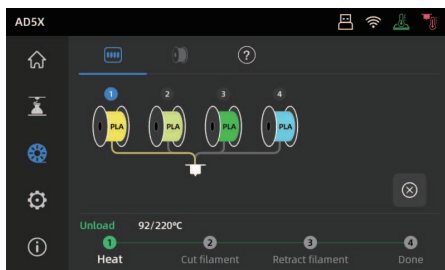 AD5X
?
1 2 3 4
PLA PLA PLA PLA
Unload 92/220℃
1 2 3 4
Heat Cut filament Retract filament Done